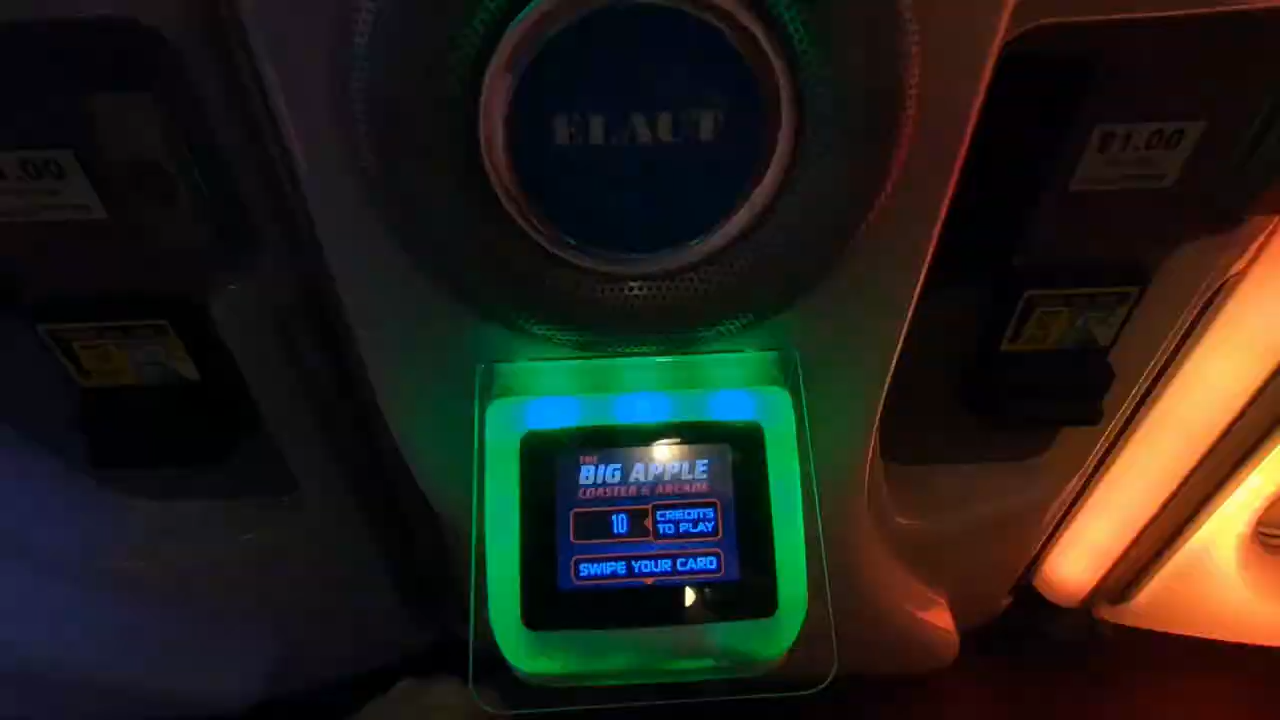 ELAUT
$1.00
THE
BIG APPLE
COASTER & ARCADE
10
CREDITS
TO PLAY
SWIPE YOUR CARD